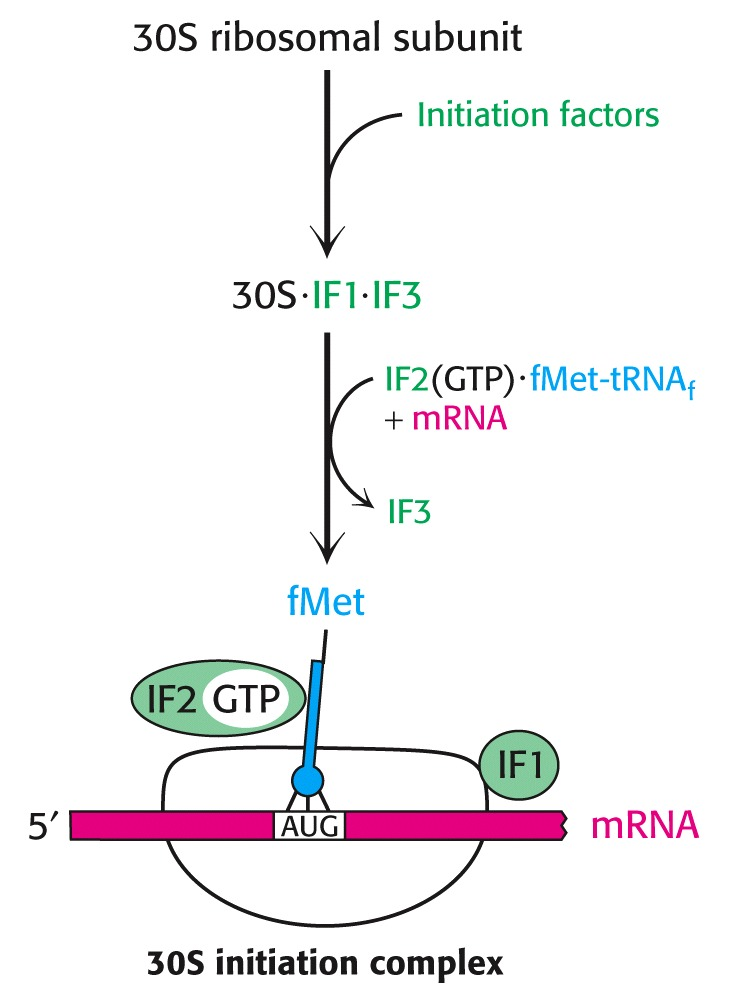 30S ribosomal subunit
Initiation factors
30S·IF1·IF3
IF2(GTP)·fMet-tRNAf
+ mRNA
IF3
fMet
IF2 GTP
IF1
5′ AUG mRNA
30S initiation complex